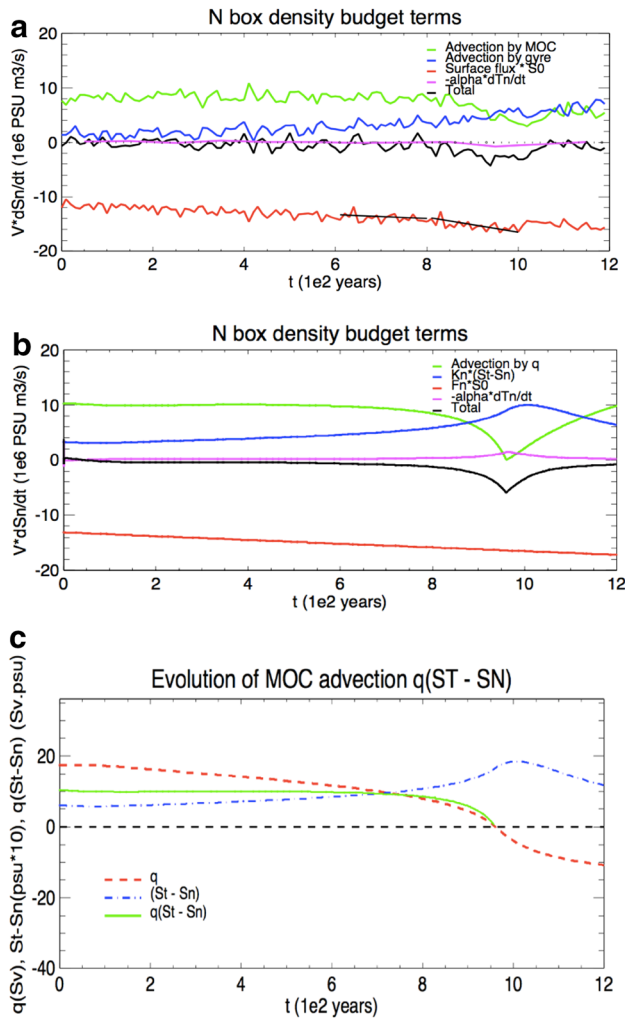 a
N box density budget terms
20
10
0
-10
-20
V*dSn/dt (1e6 PSU m3/s)
Advection by MOC
Advection by gyre
Surface flux * S0
-alpha*dTn/dt
Total
0 2 4 6 8 10 12
t (1e2 years)
b
N box density budget terms
20
10
0
-10
-20
V*dSn/dt (1e6 PSU m3/s)
Advection by q
Kn*(St-Sn)
Fn*S0
-alpha*dTn/dt
Total
0 2 4 6 8 10 12
t (1e2 years)
c
Evolution of MOC advection q(ST - SN)
20
0
-20
-40
q(Sv), St-Sn(psu*10), q(St-Sn) (Sv.psu)
q
(St - Sn)
q(St - Sn)
0 2 4 6 8 10 12
t (1e2 years)